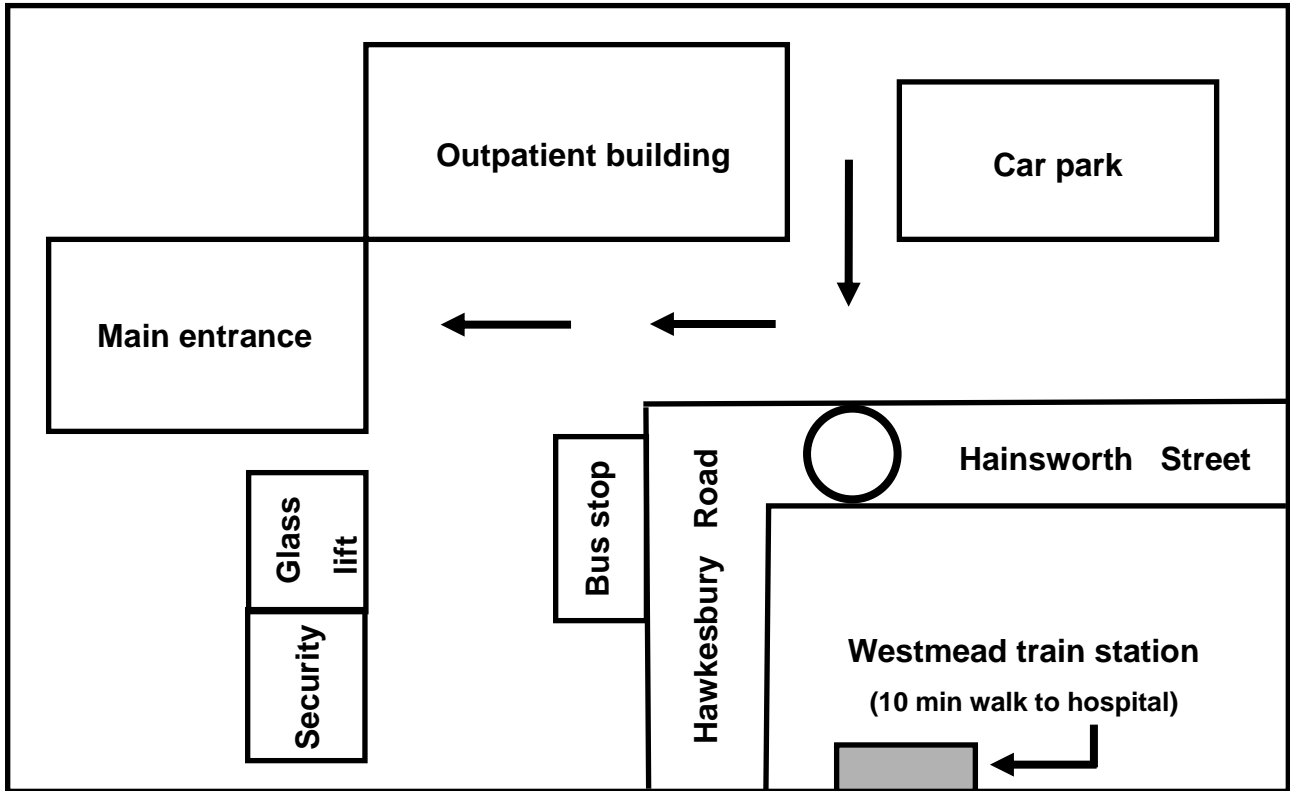 Outpatient building
Car park
Main entrance
Glass
lift
Security
Bus stop
Hawkesbury Road
Hainsworth Street
Westmead train station
(10 min walk to hospital)